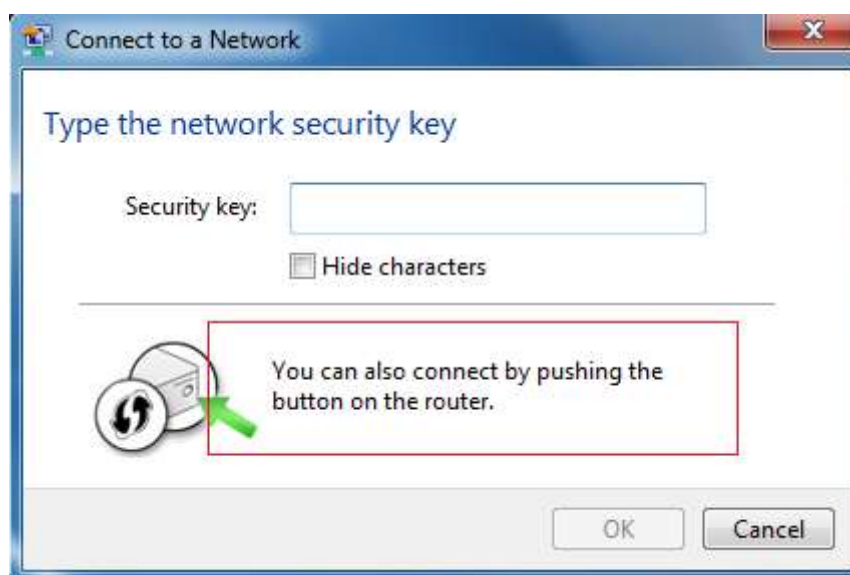 Connect to a Network
Type the network security key
Security key:
Hide characters
You can also connect by pushing the
button on the router.
OK Cancel